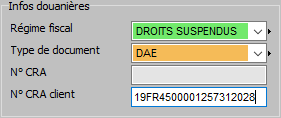 Infos douanières
Régime fiscal DROITS SUSPENDUS
Type de document DAE
N° CRA
N° CRA client 19FR4500001257312028